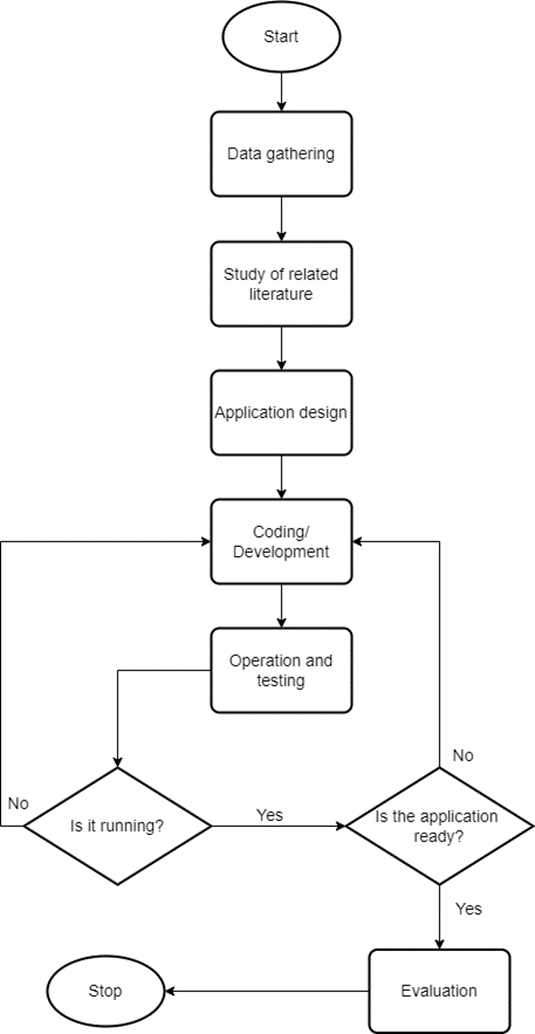 Start
Data gathering
Study of related
literature
Application design
Coding/
Development
Operation and
testing
No
Is it running?
Yes
No
Is the application
ready?
Yes
Evaluation
Stop